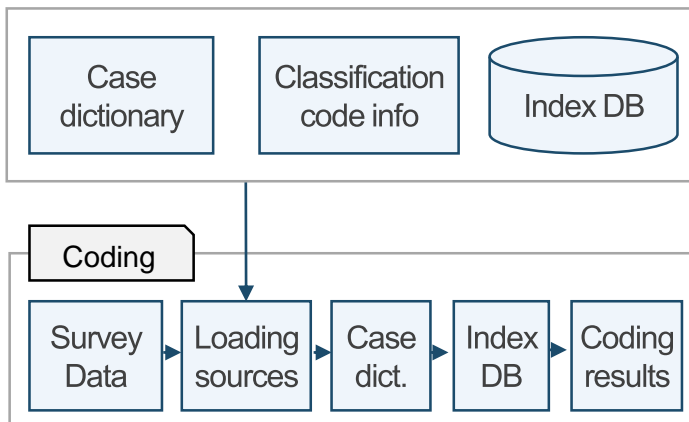 Case
dictionary
Classification
code info
Index DB
Coding
Survey
Data
Loading
sources
Case
dict.
Index
DB
Coding
results